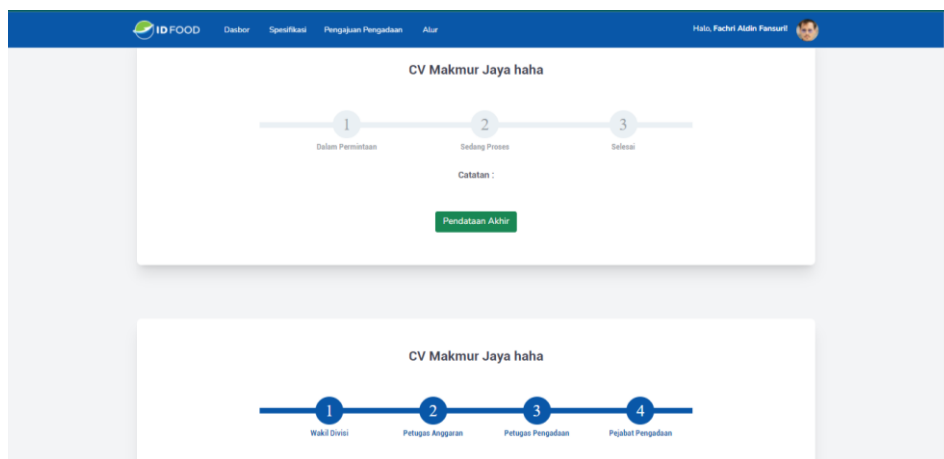 ID FOOD Dasbor Spesifikasi Pengajuan Pengadaan Alur Halo, Fachri Aldin Fansuri!
CV Makmur Jaya haha
1 2 3
Dalam Permintaan Sedang Proses Selesai
Catatan :
Pendataan Akhir
CV Makmur Jaya haha
1 2 3 4
Wakil Divisi Petugas Anggaran Petugas Pengadaan Pejabat Pengadaan